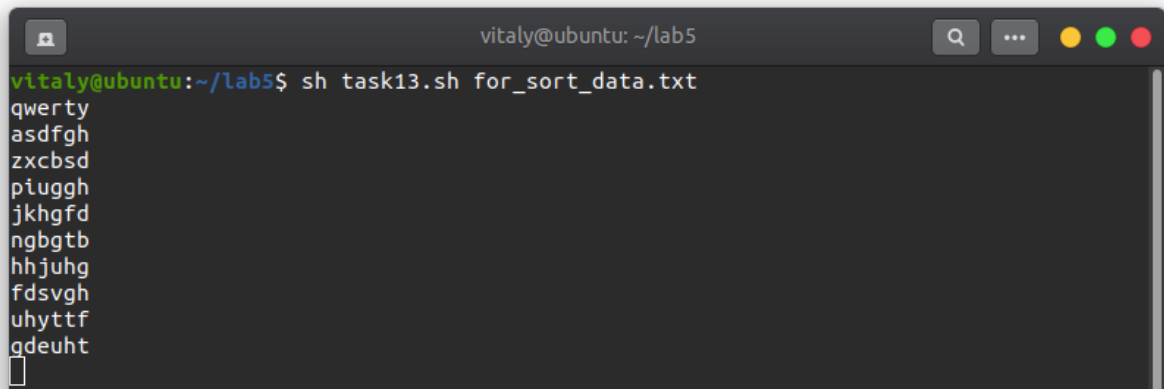 vitaly@ubuntu: ~/lab5
vitaly@ubuntu:~/lab5$ sh task13.sh for_sort_data.txt
qwerty
asdfgh
zxcbsd
piuggh
jkhgfd
ngbgtb
hhjuhg
fdsvgh
uhyttf
gdeuht